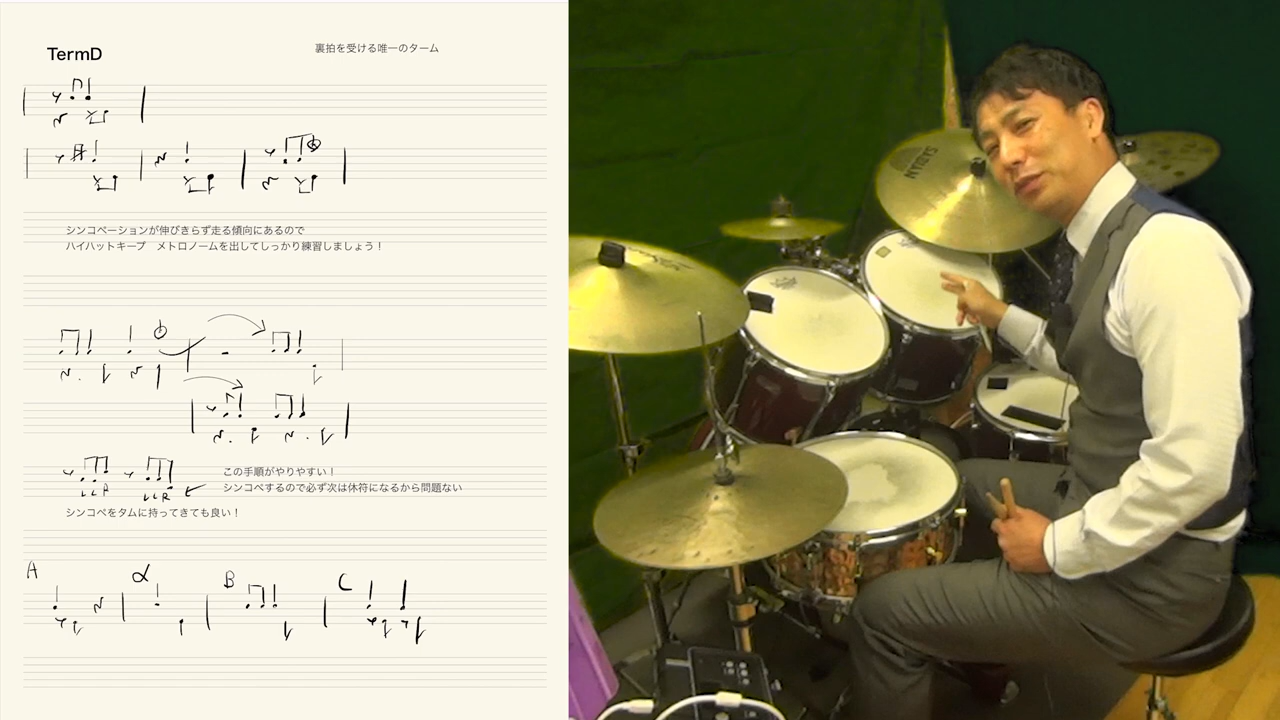 TermD
裏拍を受ける唯一のターム
シンコペーションが伸びきらず走る傾向にあるので
ハイハットキープ メトロノームを出してしっかり練習しましょう！
この手順がやりやすい！
LLR LLR
シンコペするので必ず次は休符になるから問題ない
シンコペをタムに持ってきても良い！
A α B C
SABIAN